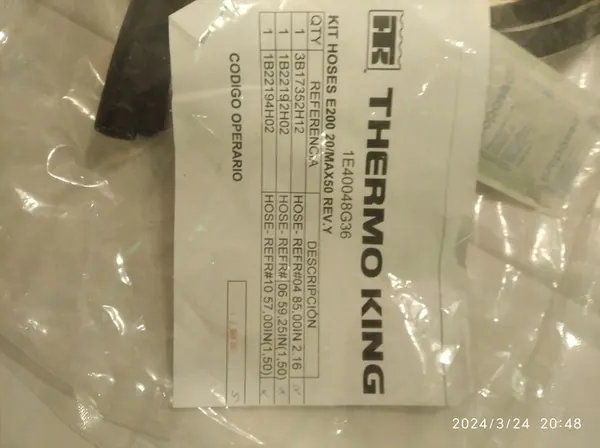 THERMO KING
1E40048G36
KIT HOSES E200 20/MAX50 REV.Y
QTY REFERENCIA DESCRIPCIÓN
1 3B17352H12 HOSE- REFR#04 85,00IN 2.16
1 1B22192H02 HOSE- REFR#106 59,25IN(1,50)
1 1B22194H02 HOSE- REFR#10 57,00IN(1,50)
CODIGO OPERARIO
2024/3/24 20:48